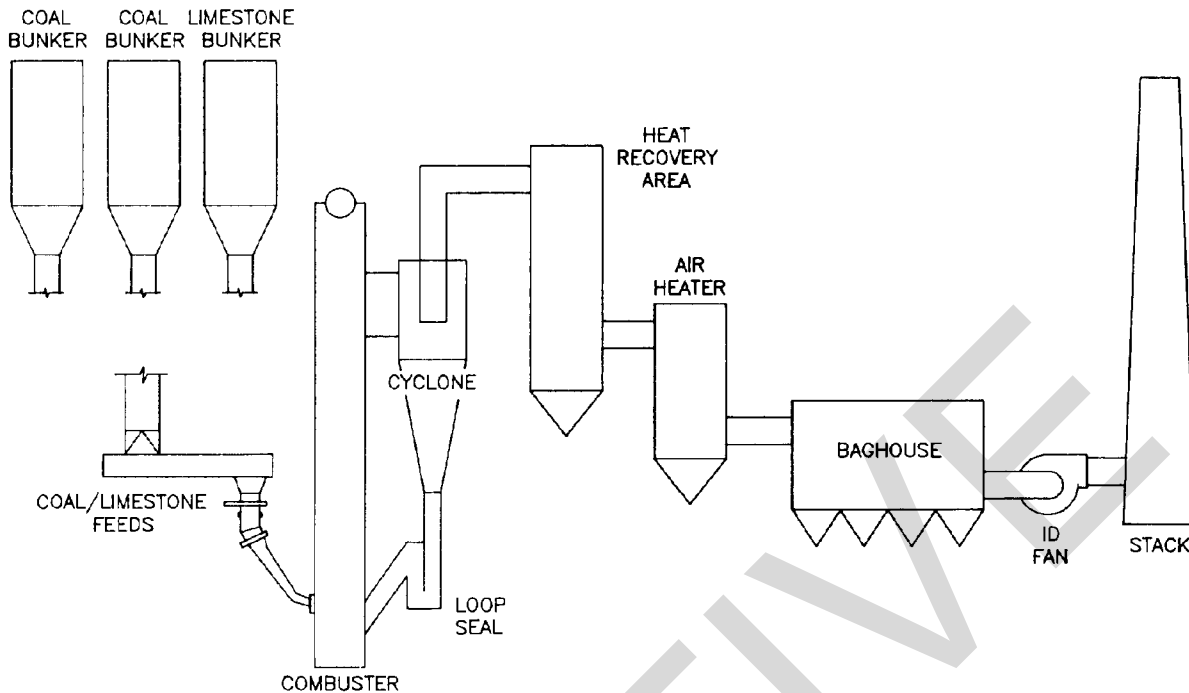 COAL
BUNKER
COAL
BUNKER
LIMESTONE
BUNKER
HEAT
RECOVERY
AREA
AIR
HEATER
CYCLONE
BAGHOUSE
COAL/LIMESTONE
FEEDS
ID
FAN
STACK
LOOP
SEAL
COMBUSTER
TIVE